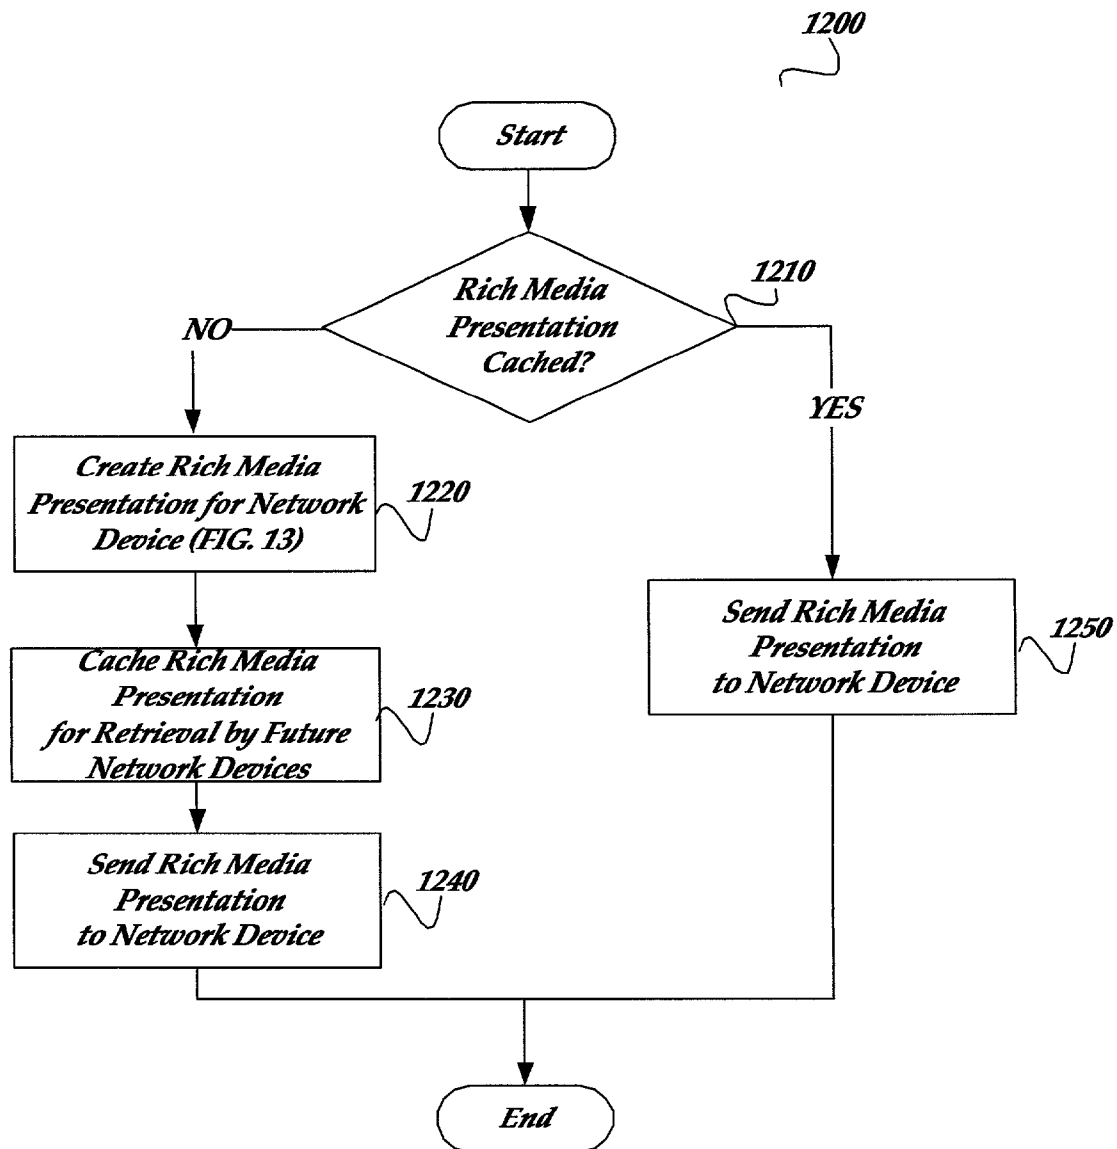 1200
Start
Rich Media
Presentation
Cached?
1210
NO
YES
Create Rich Media
Presentation for Network
Device (FIG. 13)
1220
Cache Rich Media
Presentation
for Retrieval by Future
Network Devices
1230
Send Rich Media
Presentation
to Network Device
1240
Send Rich Media
Presentation
to Network Device
1250
End